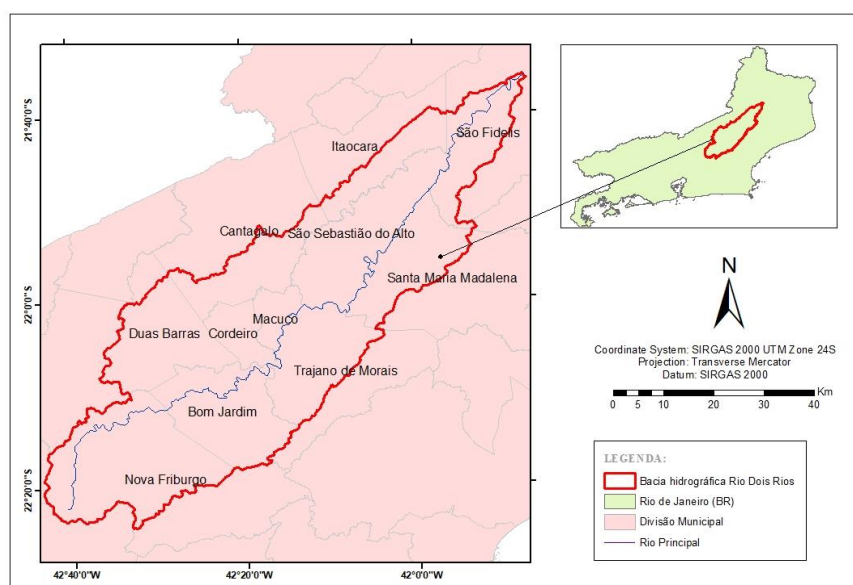 21°40'0"S
22°0'0"S
22°20'0"S
42°40'0"W
42°20'0"W
42°0'0"W
São Fidelis
Itaocara
Cantagalo
São Sebastião do Alto
Santa Maria Madalena
Macuco
Duas Barras
Cordeiro
Trajano de Morais
Bom Jardim
Nova Friburgo
N
Coordinate System: SIRGAS 2000 UTM Zone 24S
Projection: Transverse Mercator
Datum: SIRGAS 2000
Km
0 2 5 5 10 20 30 40
LEGENDA:
Bacia hidrográfica Rio Dois Rios
Rio de Janeiro (BR)
Divisão Municipal
Rio Principal